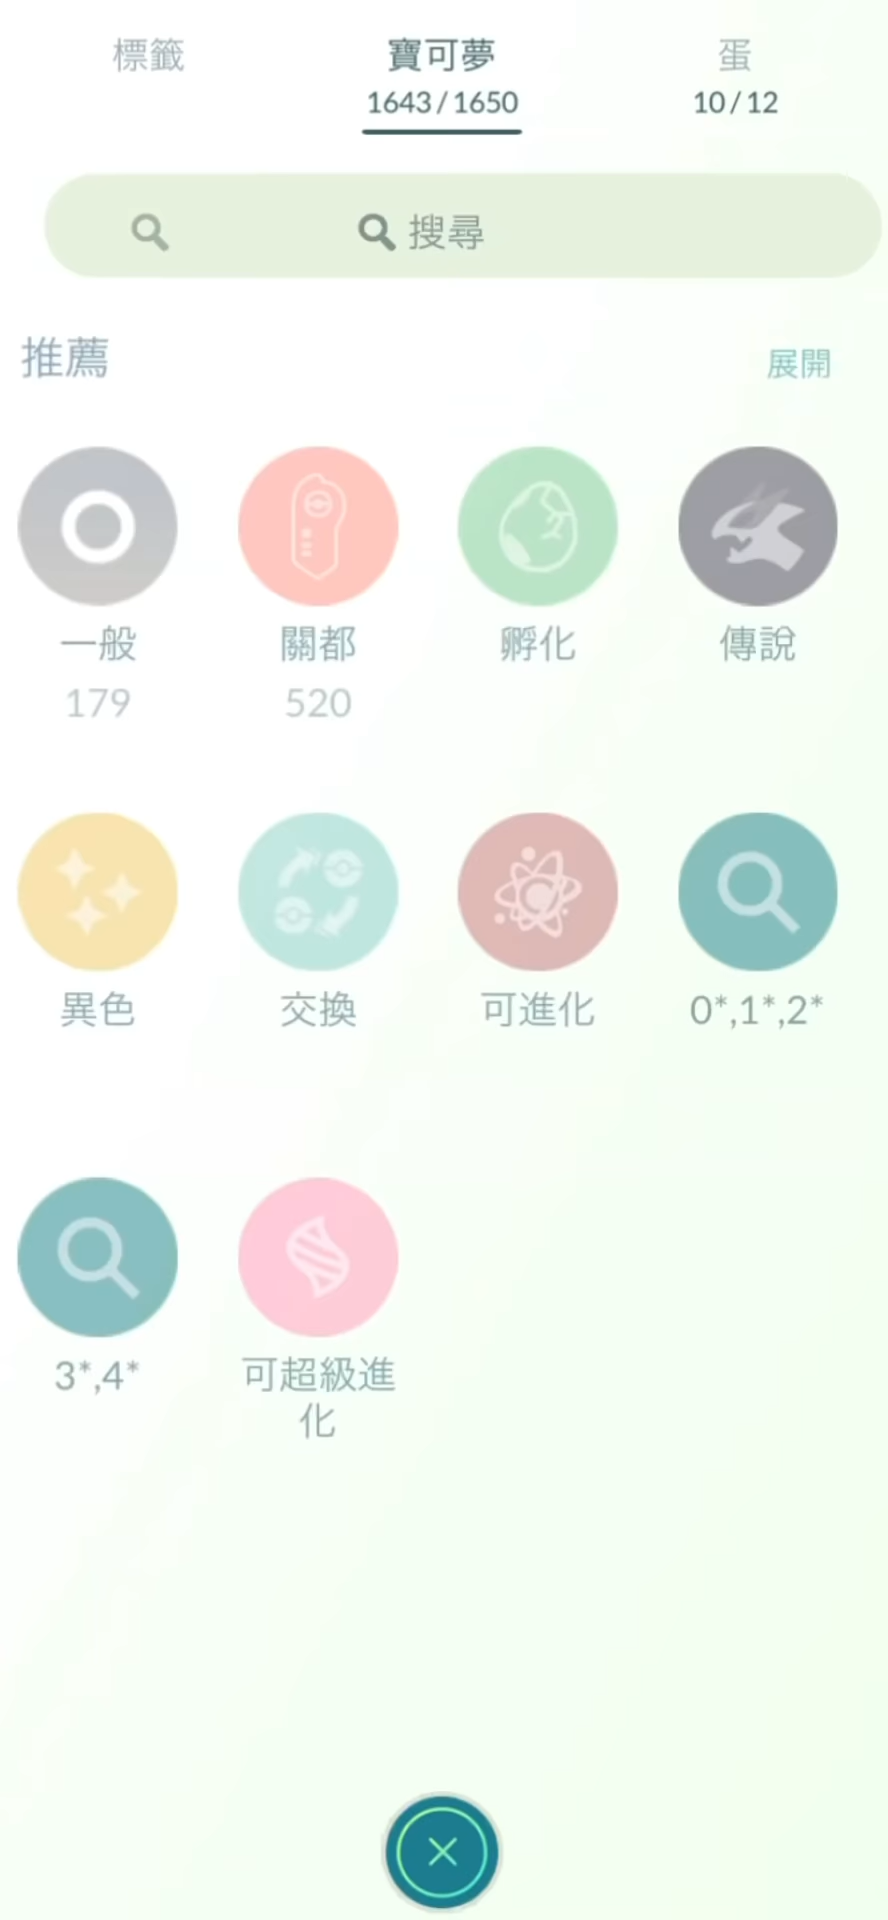 標籤
寶可夢
蛋
1643/1650
10/12
搜尋
推薦
展開
一般
關都
孵化
傳說
179
520
異色
交換
可進化
0*,1*,2*
3*,4*
可超級進
化